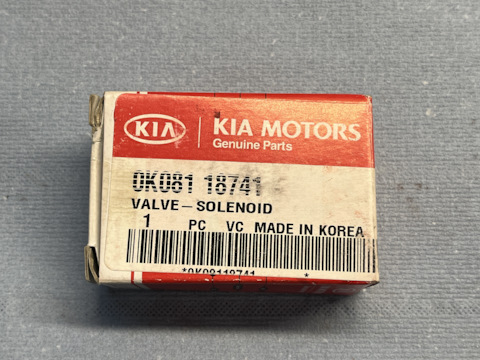 KIA
KIA MOTORS
Genuine Parts
0K081 18741
VALVE-SOLENOID
1 PC VC MADE IN KOREA
*0K08118741 *